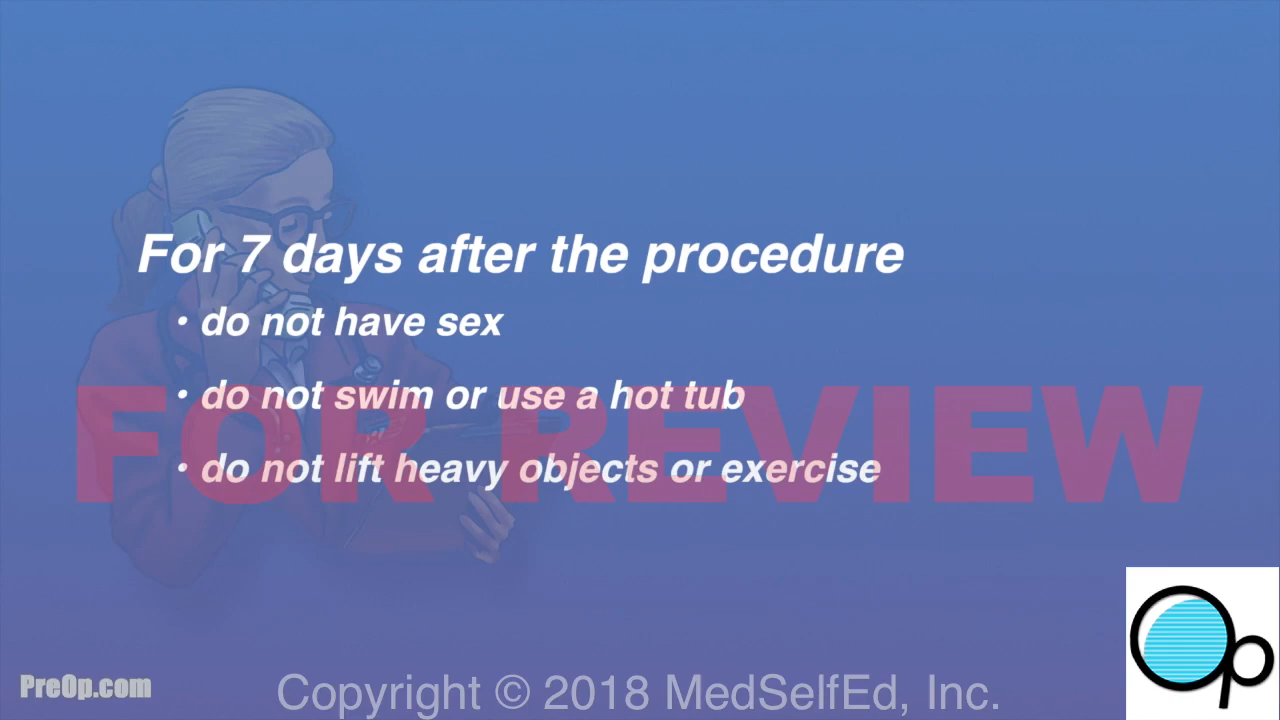 For 7 days after the procedure
• do not have sex
• do not swim or use a hot tub
• do not lift heavy objects or exercise
FOR REVIEW
PreOp.com
Copyright © 2018 MedSelfEd, Inc.
Op